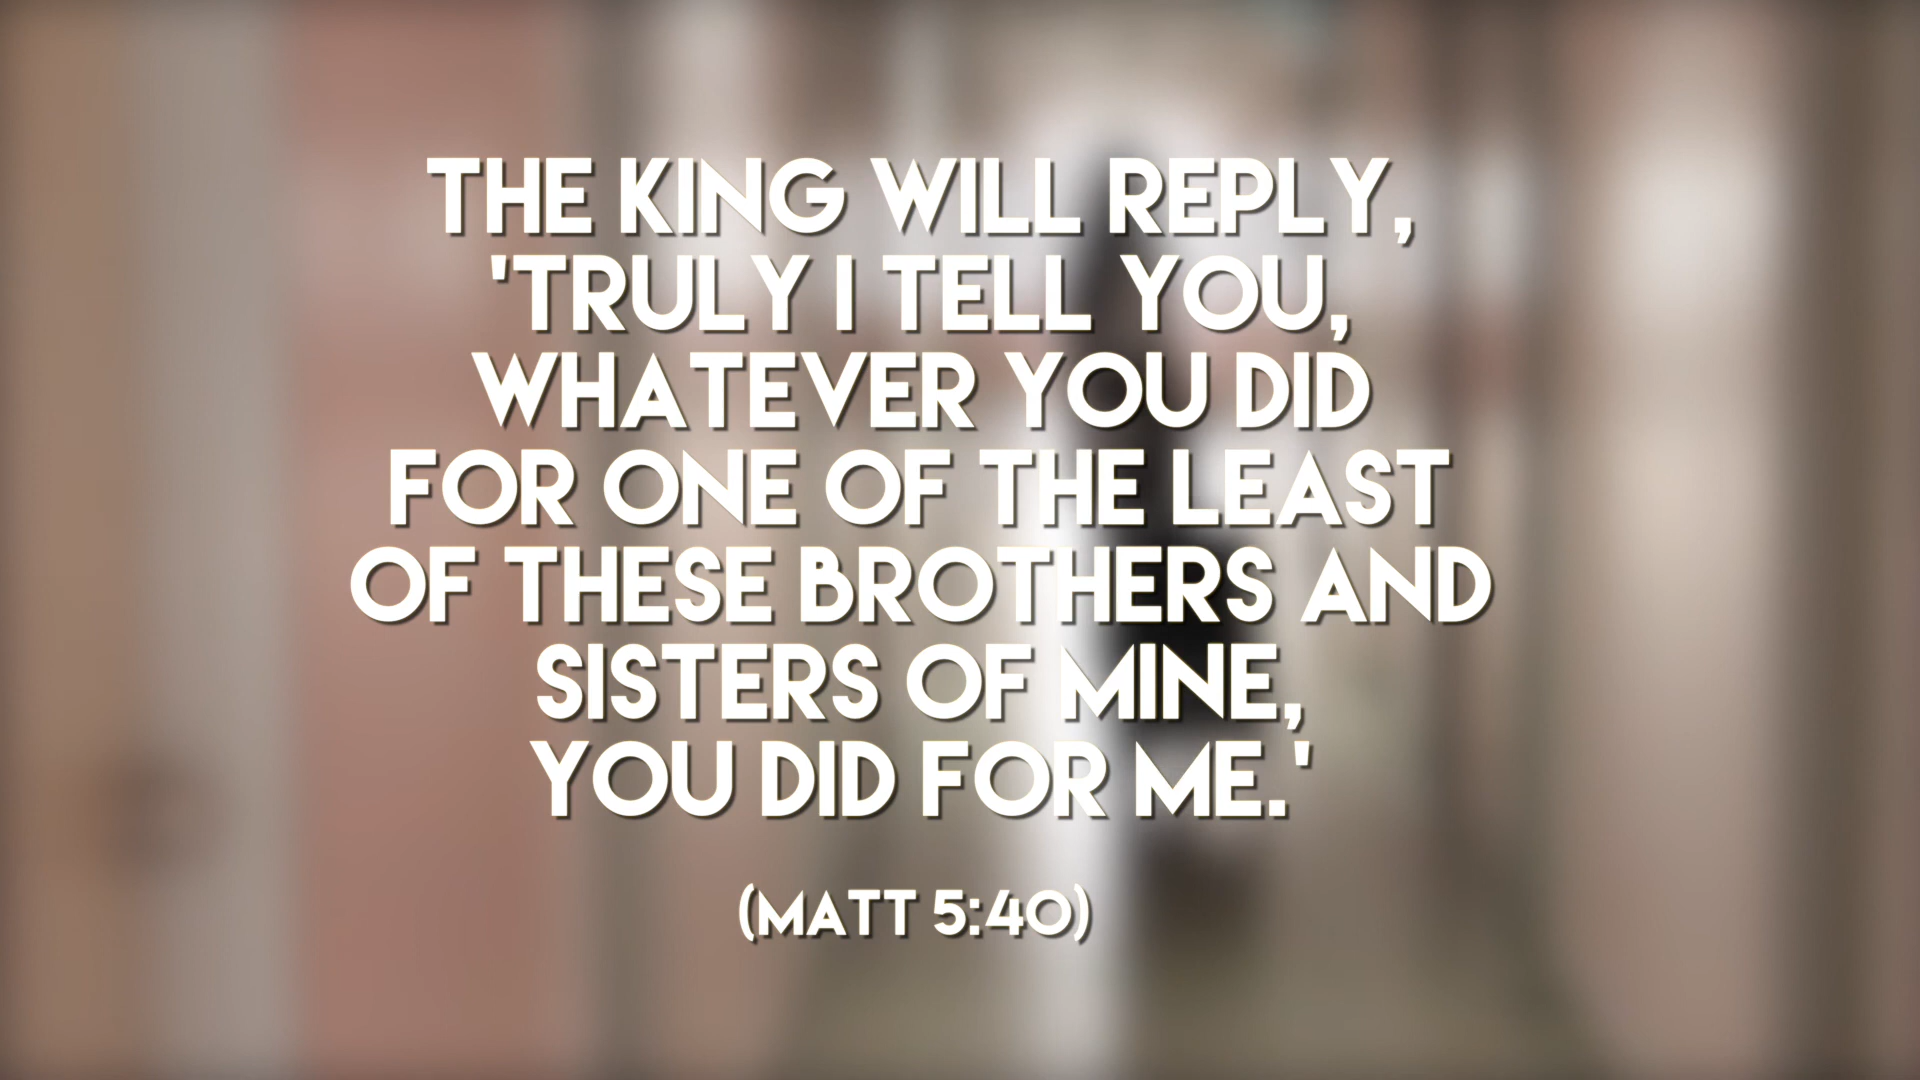 THE KING WILL REPLY,
'TRULY I TELL YOU,
WHATEVER YOU DID
FOR ONE OF THE LEAST
OF THESE BROTHERS AND
SISTERS OF MINE,
YOU DID FOR ME.'
(MATT 5:40)